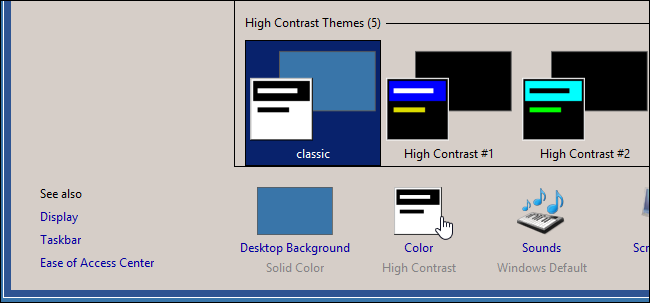 High Contrast Themes (5)
classic
High Contrast #1
High Contrast #2
See also
Display
Taskbar
Ease of Access Center
Desktop Background
Solid Color
Color
High Contrast
Sounds
Windows Default
Scr